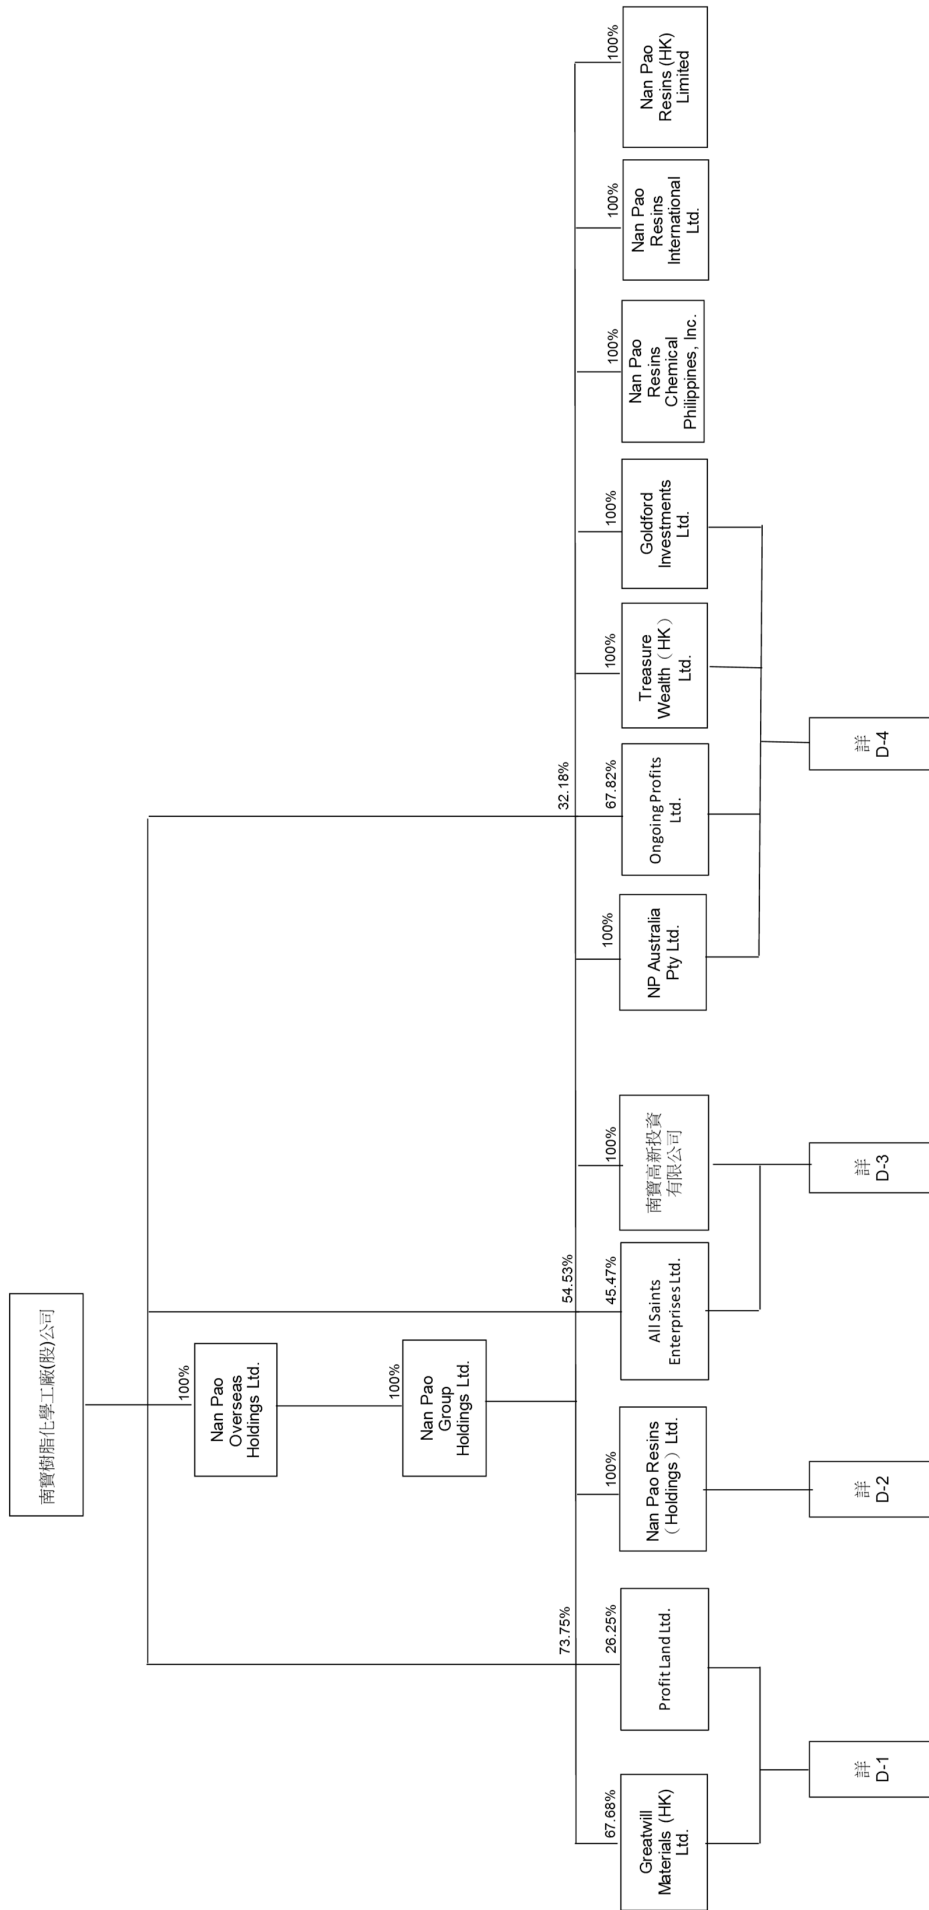 南寶樹脂化學工廠(股)公司
100%
Nan Pao
Overseas
Holdings Ltd.
100%
Nan Pao
Group
Holdings Ltd.
73.75%
54.53%
32.18%
67.68%
26.25%
100%
45.47%
100%
100%
67.82%
100%
100%
100%
100%
100%
Greatwill
Materials (HK)
Ltd.
Profit Land Ltd.
Nan Pao Resins
（Holdings）Ltd.
All Saints
Enterprises Ltd.
南寶高新投資
有限公司
NP Australia
Pty Ltd.
Ongoing Profits
Ltd.
Treasure
Wealth（HK）
Ltd.
Goldford
Investments
Ltd.
Nan Pao
Resins
Chemical
Philippines, Inc.
Nan Pao
Resins
International
Ltd.
Nan Pao
Resins (HK)
Limited
詳
D-1
詳
D-2
詳
D-3
詳
D-4